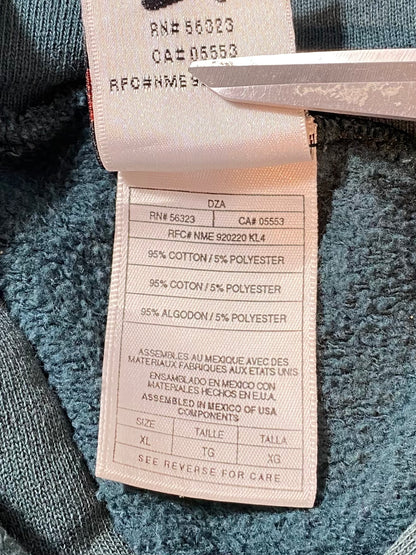 RN# 56323
CA# 05553
RFC#NME 9
DZA
RN# 56323 CA# 05553
RFC# NME 920220 KL4
95% COTTON / 5% POLYESTER
95% COTON / 5% POLYESTER
95% ALGODON / 5% POLYESTER
ASSEMBLES AU MEXIQUE AVEC DES
MATERIAUX FABRIQUES AUX ETATS UNIS
ENSAMBLADO EN MEXICO CON
MATERIALES HECHOS EN E.U.A.
ASSEMBLED IN MEXICO OF USA
COMPONENTS
SIZE TAILLE TALLA
XL TG XG
SEE REVERSE FOR CARE